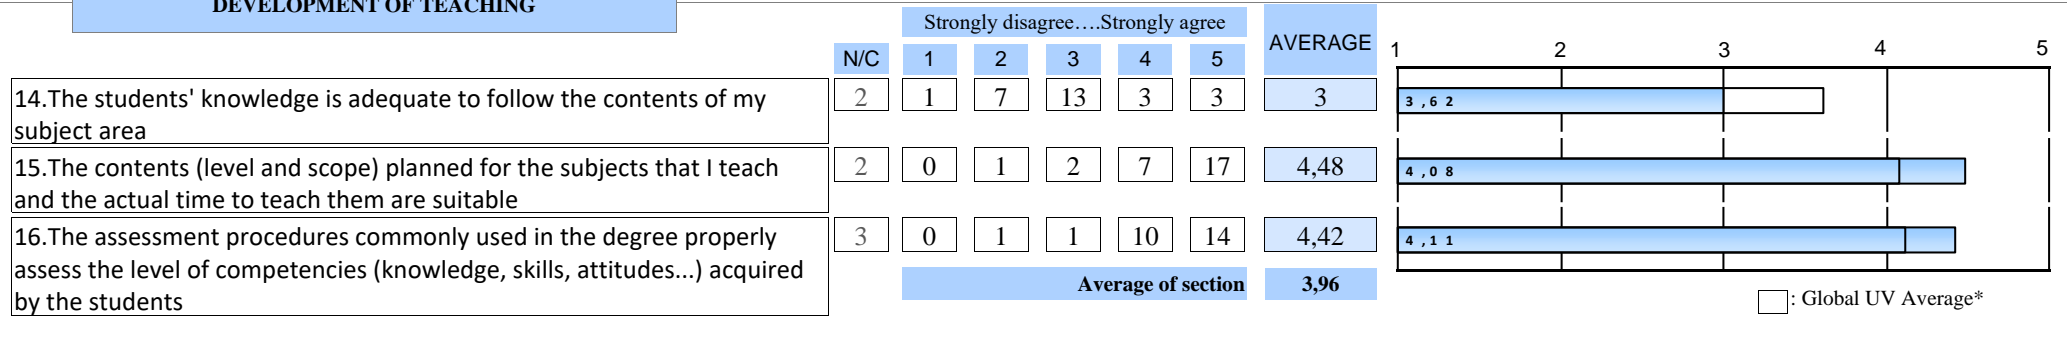 DEVELOPMENT OF TEACHING
Strongly disagree….Strongly agree
AVERAGE
N/C 1 2 3 4 5
1 2 3 4 5
14.The students' knowledge is adequate to follow the contents of my
subject area
2 1 7 13 3 3 3
3,62
15.The contents (level and scope) planned for the subjects that I teach
and the actual time to teach them are suitable
2 0 1 2 7 17 4,48
4,08
16.The assessment procedures commonly used in the degree properly
assess the level of competencies (knowledge, skills, attitudes...) acquired
by the students
3 0 1 1 10 14 4,42
4,11
Average of section 3,96
: Global UV Average*